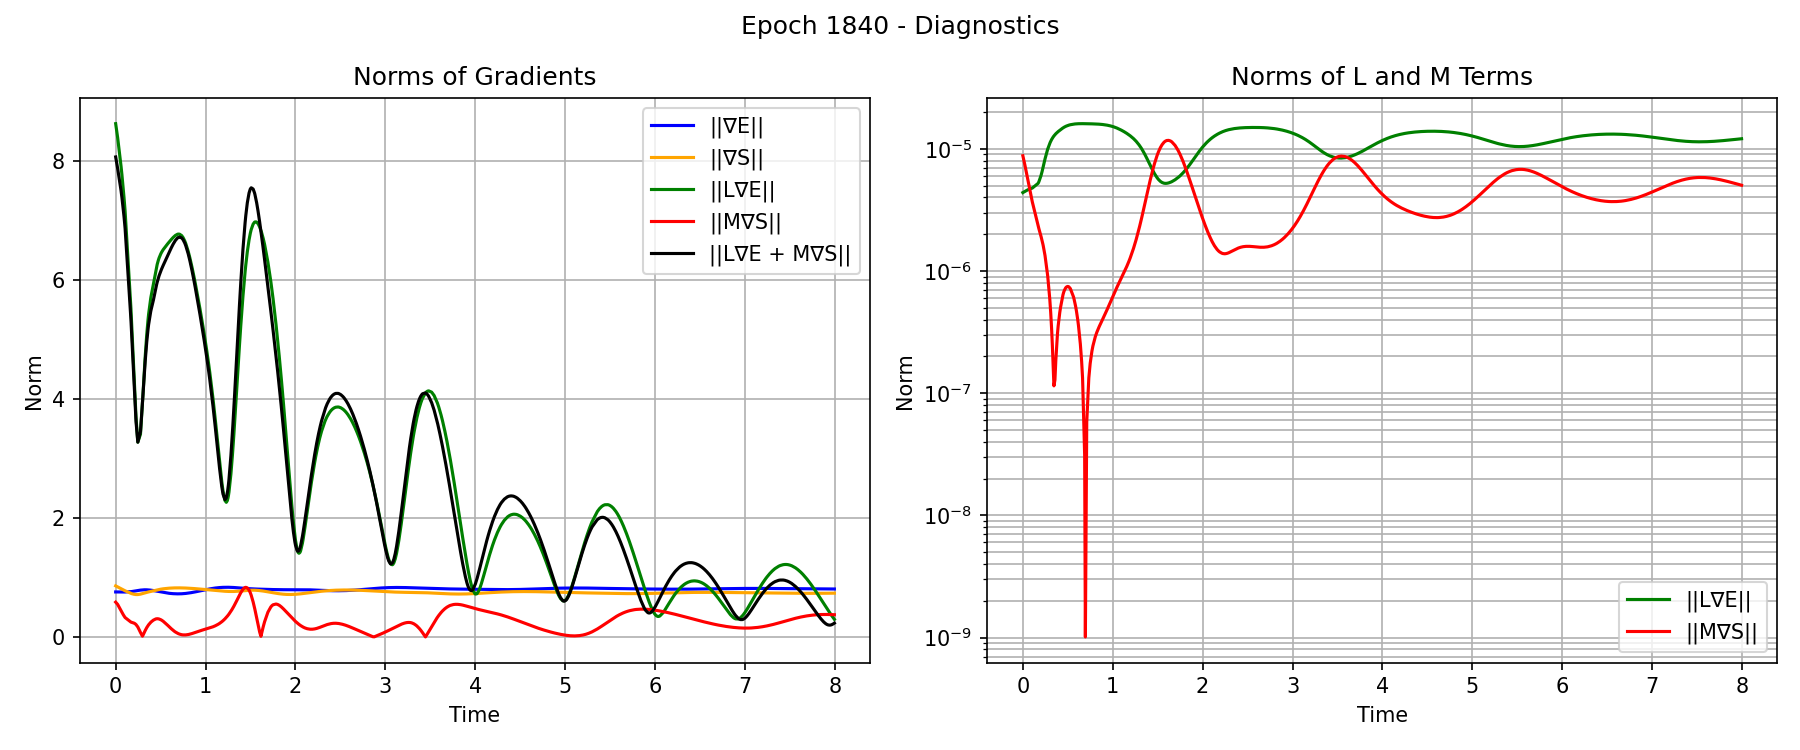 Epoch 1840 - Diagnostics
Norms of Gradients
||∇E||
||∇S||
||L∇E||
||M∇S||
||L∇E + M∇S||
8
6
4
2
0
Norm
0 1 2 3 4 5 6 7 8
Time
Norms of L and M Terms
10⁻⁵
10⁻⁶
10⁻⁷
10⁻⁸
10⁻⁹
Norm
||L∇E||
||M∇S||
0 1 2 3 4 5 6 7 8
Time